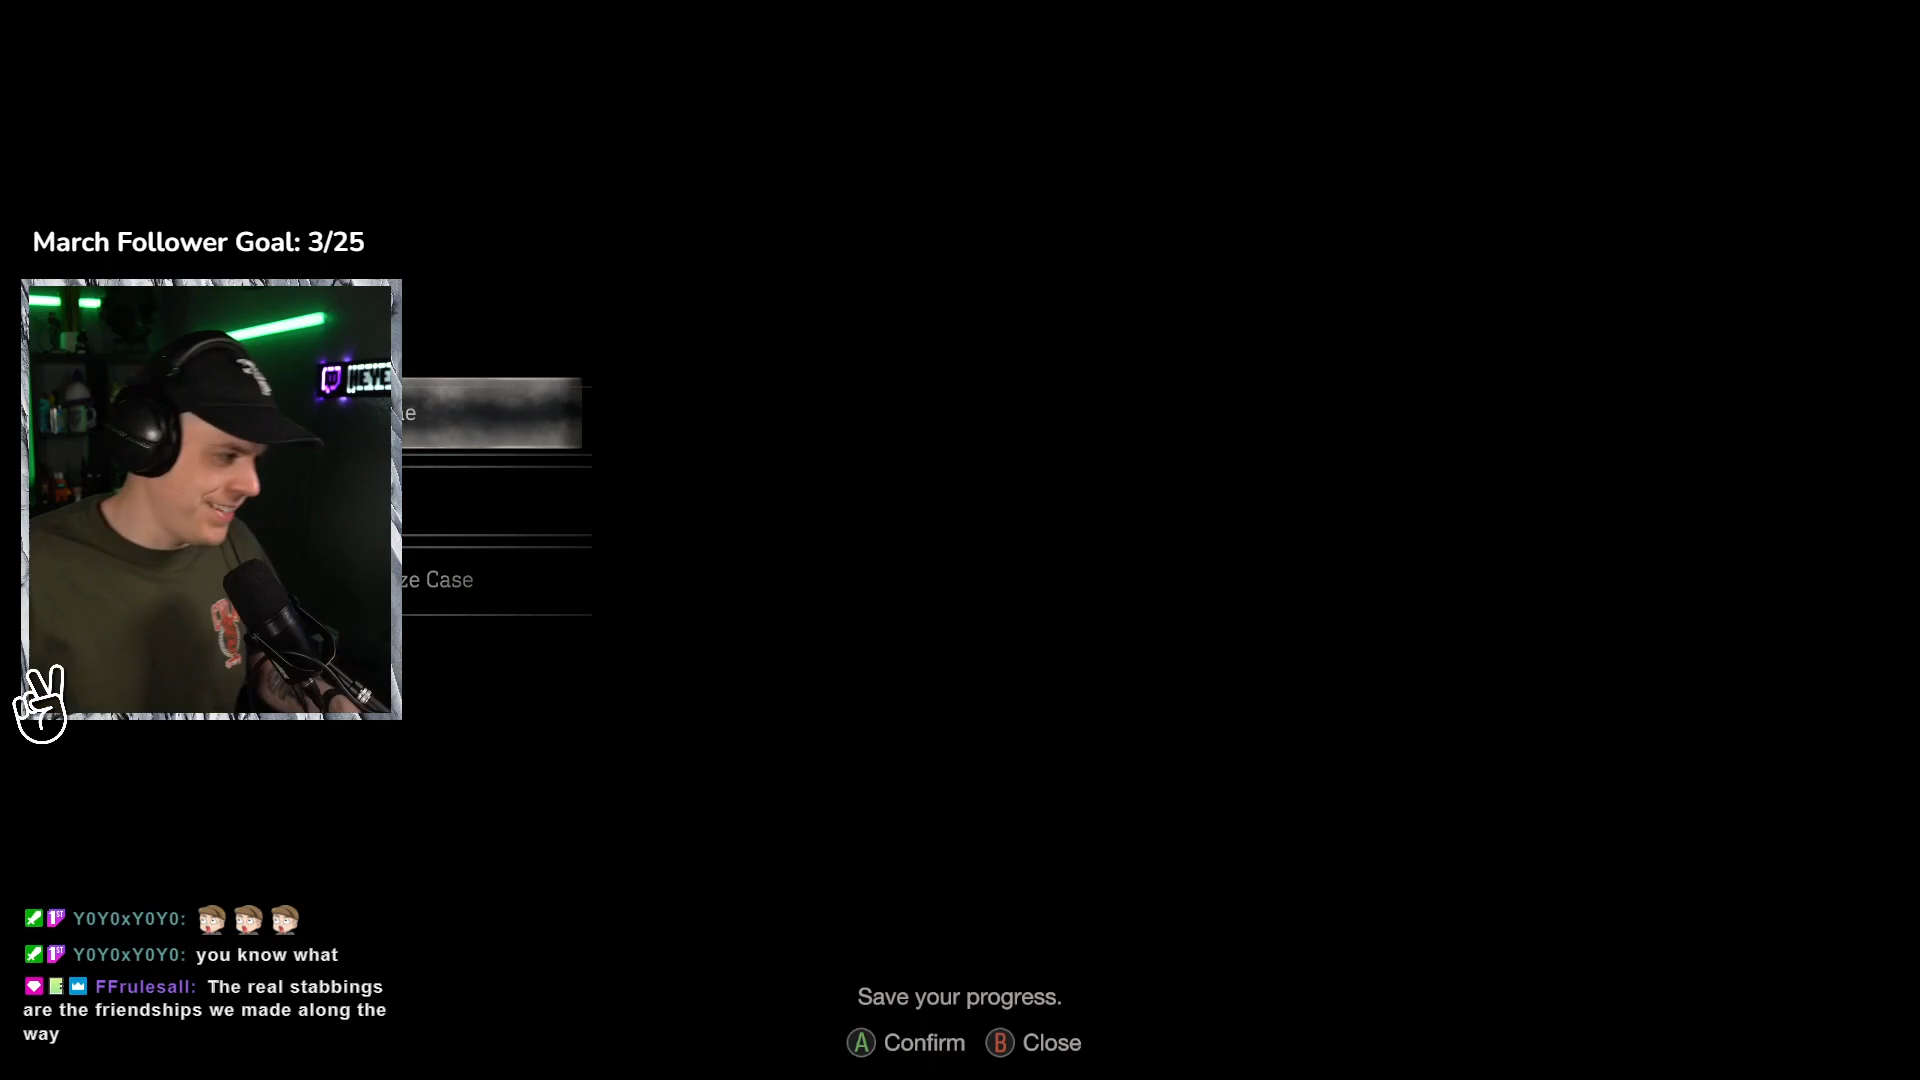 March Follower Goal: 3/25
HEYE
e
ze Case
Y0Y0xY0Y0:
Y0Y0xY0Y0: you know what
FFrulesall: The real stabbings
are the friendships we made along the
way
Save your progress.
A Confirm B Close